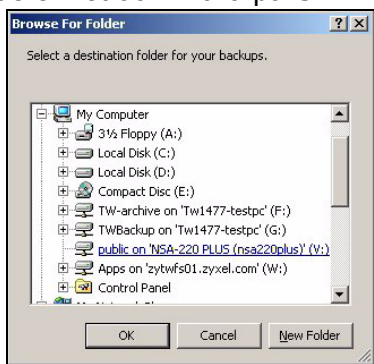 Browse For Folder
Select a destination folder for your backups.
My Computer
3½ Floppy (A:)
Local Disk (C:)
Local Disk (D:)
Compact Disc (E:)
TW-archive on 'Tw1477-testpc' (F:)
TWBackup on 'Tw1477-testpc' (G:)
public on 'NSA-220 PLUS (nsa220plus)' (V:)
Apps on 'zytwfs01.zyxel.com' (W:)
Control Panel
OK Cancel New Folder